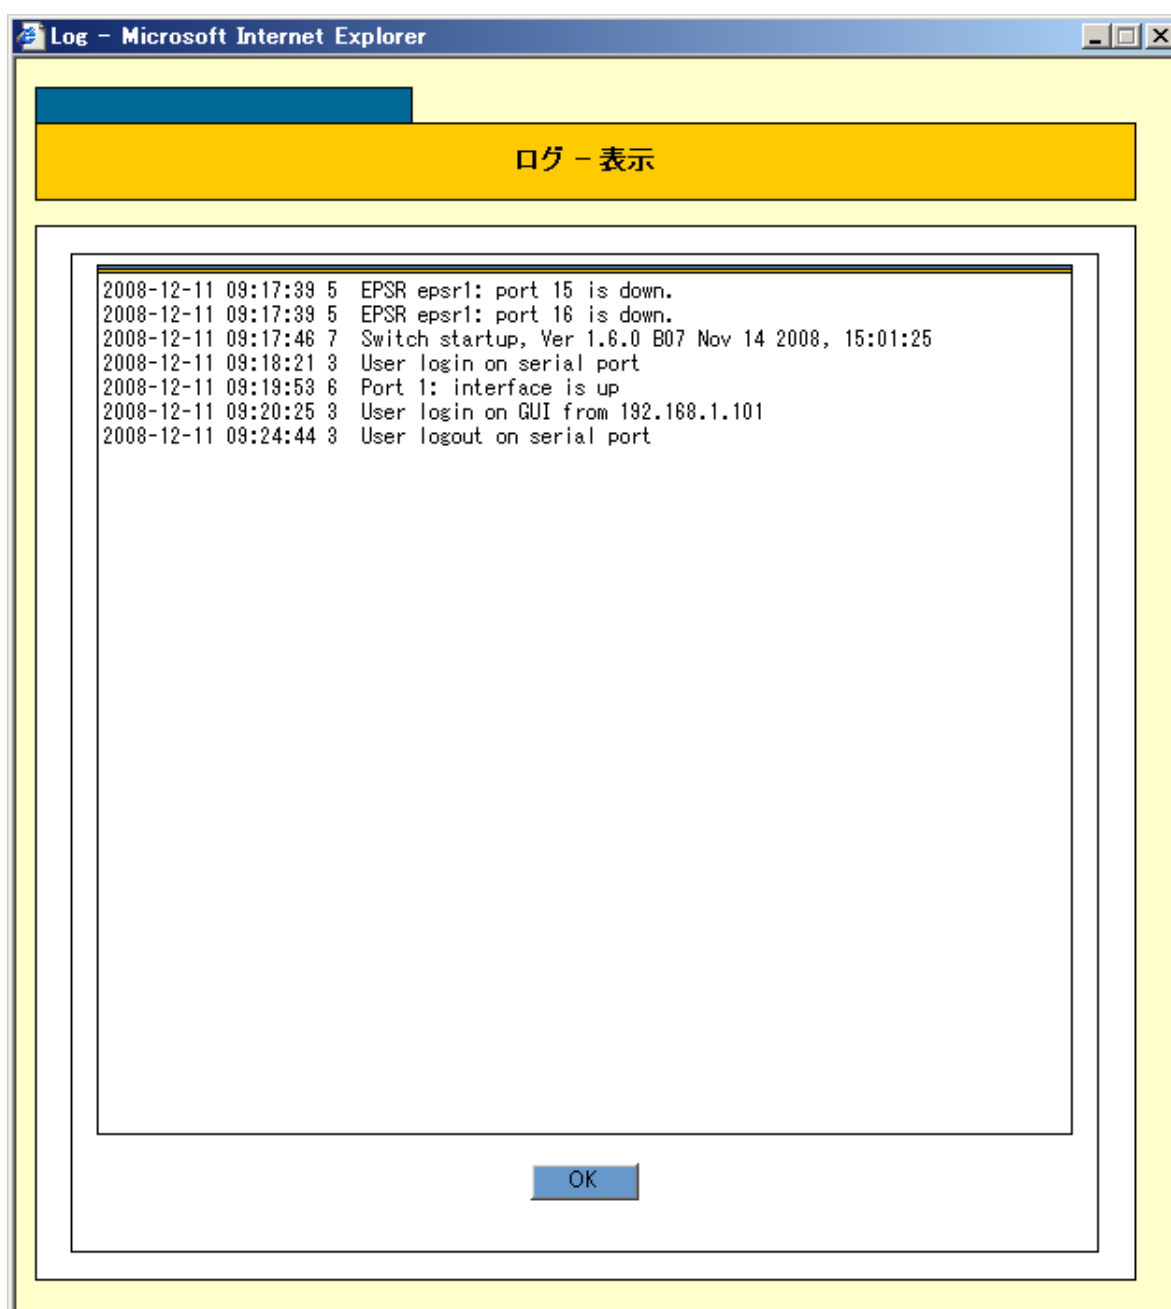 Log - Microsoft Internet Explorer
ログ - 表示
2008-12-11 09:17:39 5  EPSR epsr1: port 15 is down.
2008-12-11 09:17:39 5  EPSR epsr1: port 16 is down.
2008-12-11 09:17:46 7  Switch startup, Ver 1.6.0 B07 Nov 14 2008, 15:01:25
2008-12-11 09:18:21 3  User login on serial port
2008-12-11 09:19:53 6  Port 1: interface is up
2008-12-11 09:20:25 3  User login on GUI from 192.168.1.101
2008-12-11 09:24:44 3  User logout on serial port
OK